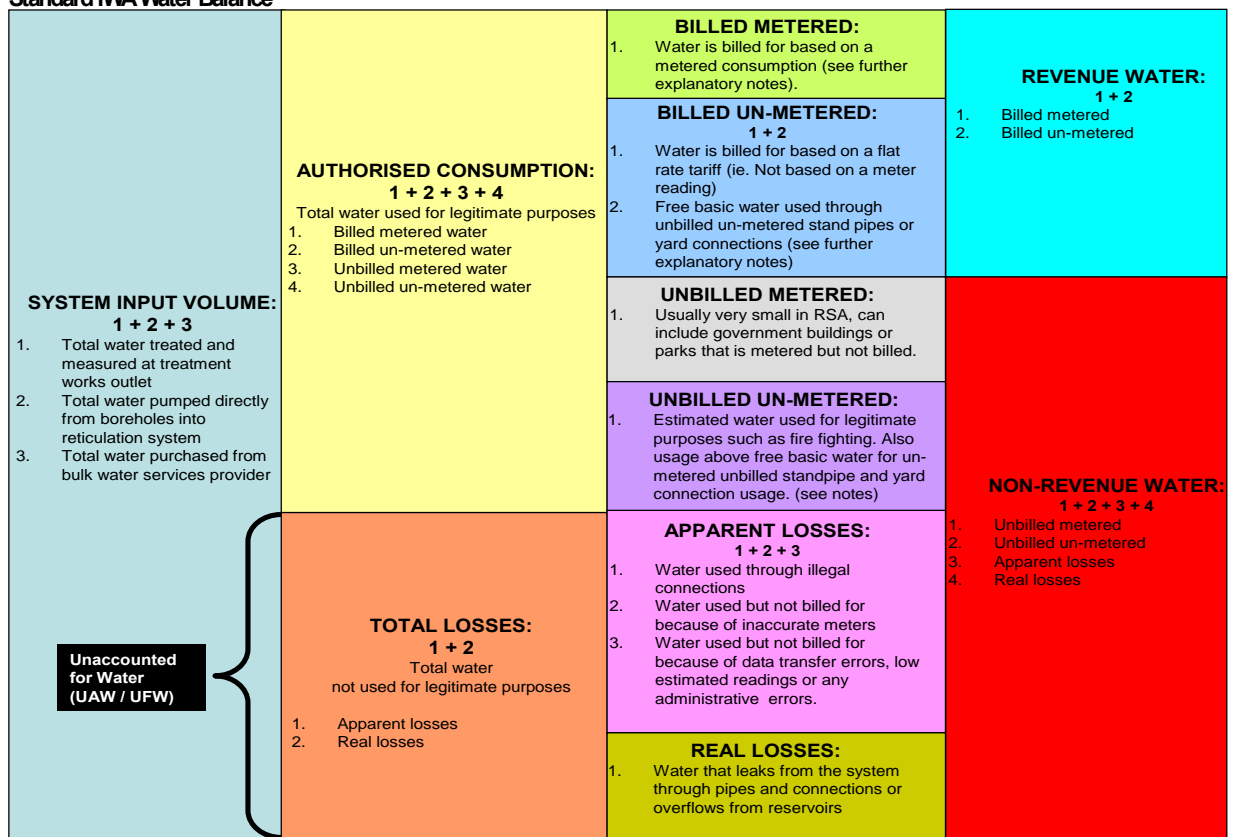 Standard IWA Water Balance
SYSTEM INPUT VOLUME:
1 + 2 + 3
1. Total water treated and
measured at treatment
works outlet
2. Total water pumped directly
from boreholes into
reticulation system
3. Total water purchased from
bulk water services provider
Unaccounted
for Water
(UAW / UFW)
AUTHORISED CONSUMPTION:
1 + 2 + 3 + 4
Total water used for legitimate purposes
1. Billed metered water
2. Billed un-metered water
3. Unbilled metered water
4. Unbilled un-metered water
TOTAL LOSSES:
1 + 2
Total water
not used for legitimate purposes
1. Apparent losses
2. Real losses
BILLED METERED:
1. Water is billed for based on a
metered consumption (see further
explanatory notes).
BILLED UN-METERED:
1 + 2
1. Water is billed for based on a flat
rate tariff (ie. Not based on a meter
reading)
2. Free basic water used through
unbilled un-metered stand pipes or
yard connections (see further
explanatory notes)
UNBILLED METERED:
1. Usually very small in RSA, can
include government buildings or
parks that is metered but not billed.
UNBILLED UN-METERED:
1. Estimated water used for legitimate
purposes such as fire fighting. Also
usage above free basic water for un-
metered unbilled standpipe and yard
connection usage. (see notes)
APPARENT LOSSES:
1 + 2 + 3
1. Water used through illegal
connections
2. Water used but not billed for
because of inaccurate meters
3. Water used but not billed for
because of data transfer errors, low
estimated readings or any
administrative errors.
REAL LOSSES:
1. Water that leaks from the system
through pipes and connections or
overflows from reservoirs
REVENUE WATER:
1 + 2
1. Billed metered
2. Billed un-metered
NON-REVENUE WATER:
1 + 2 + 3 + 4
1. Unbilled metered
2. Unbilled un-metered
3. Apparent losses
4. Real losses